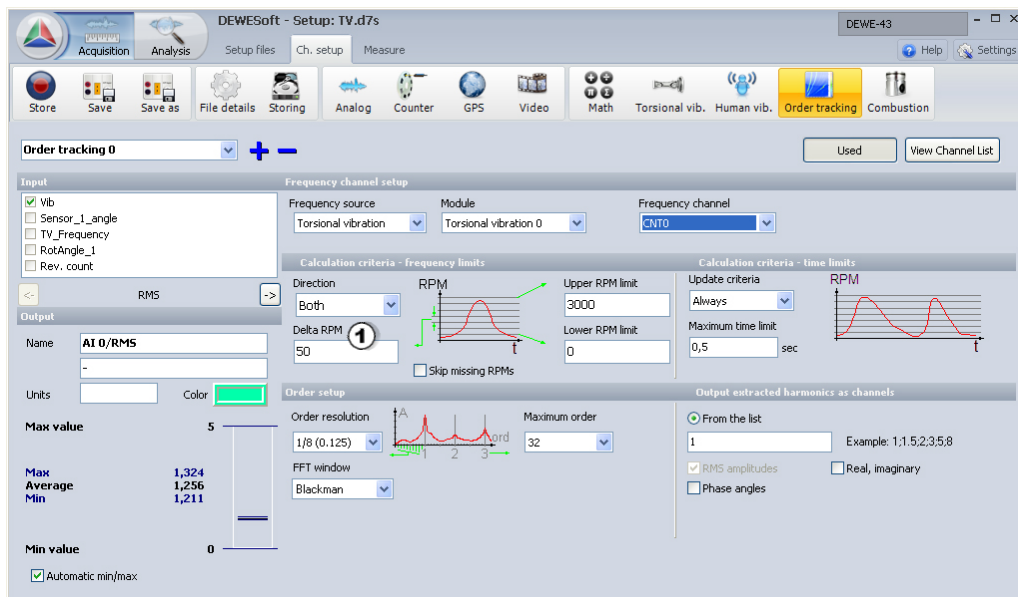 DEWESoft - Setup: TV.d7s
DEWE-43
Acquisition
Analysis
Setup files
Ch. setup
Measure
Help
Settings
Store
Save
Save as
File details
Storing
Analog
Counter
GPS
Video
Math
Torsional vib.
Human vib.
Order tracking
Combustion
Order tracking 0
Used
View Channel List
Input
Vib
Sensor_1_angle
TV_Frequency
RotAngle_1
Rev. count
<-
RMS
->
Output
Name
AI 0/RMS
-
Units
Color
Max value
5
Max
1,324
Average
1,256
Min
1,211
Min value
0
Automatic min/max
Frequency channel setup
Frequency source
Module
Frequency channel
Torsional vibration
Torsional vibration 0
CNT0
Calculation criteria - frequency limits
Direction
Both
Delta RPM
1
50
RPM
t
Skip missing RPMs
Upper RPM limit
3000
Lower RPM limit
0
Calculation criteria - time limits
Update criteria
Always
Maximum time limit
0,5 sec
RPM
t
Order setup
Order resolution
1/8 (0.125)
A
ord
1 2 3
Maximum order
32
FFT window
Blackman
Output extracted harmonics as channels
From the list
1
Example: 1;1.5;2;3;5;8
RMS amplitudes
Real, imaginary
Phase angles